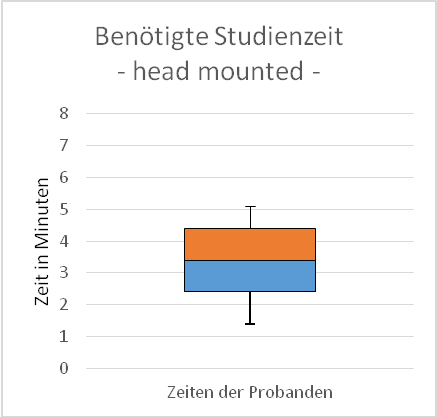 Benötigte Studienzeit
- head mounted -
8
7
6
5
4
3
2
1
0
Zeit in Minuten
Zeiten der Probanden